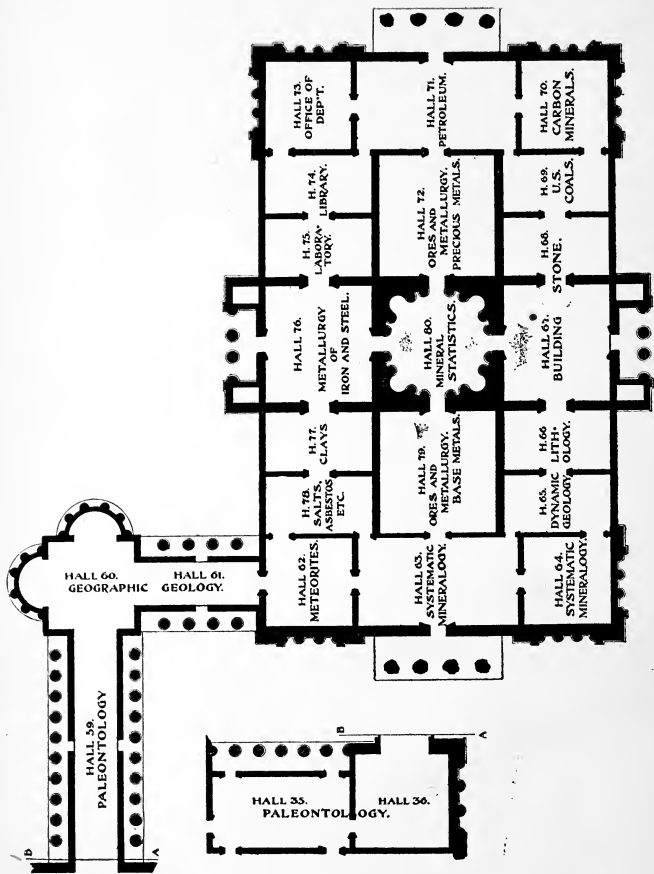 HALL 73.
OFFICE OF
DEP'T.
HALL 71.
PETROLEUM.
HALL 70.
CARBON
MINERALS.
H. 74.
LIBRARY.
HALL 72.
ORES AND
METALLURGY.
PRECIOUS METALS.
H. 69.
U.S.
COALS.
H. 75.
LABORA-
TORY.
H. 68.
STONE.
HALL 76.
METALLURGY
OF
IRON AND STEEL.
HALL 80.
MINERAL
STATISTICS.
HALL 67.
BUILDING
H. 77.
CLAYS
HALL 79.
ORES AND
METALLURGY.
BASE METALS.
H. 66
LITH-
OLOGY.
H. 78.
SALTS,
ASBESTOS
ETC.
H. 65.
DYNAMIC
GEOLOGY.
HALL 60.
HALL 61.
GEOGRAPHIC GEOLOGY.
HALL 62.
METEORITES.
HALL 63.
SYSTEMATIC
MINERALOGY.
HALL 64.
SYSTEMATIC
MINERALOGY.
HALL 59.
PALEONTOLOGY
B
A
B
A
HALL 35.
HALL 36.
PALEONTOLOGY.